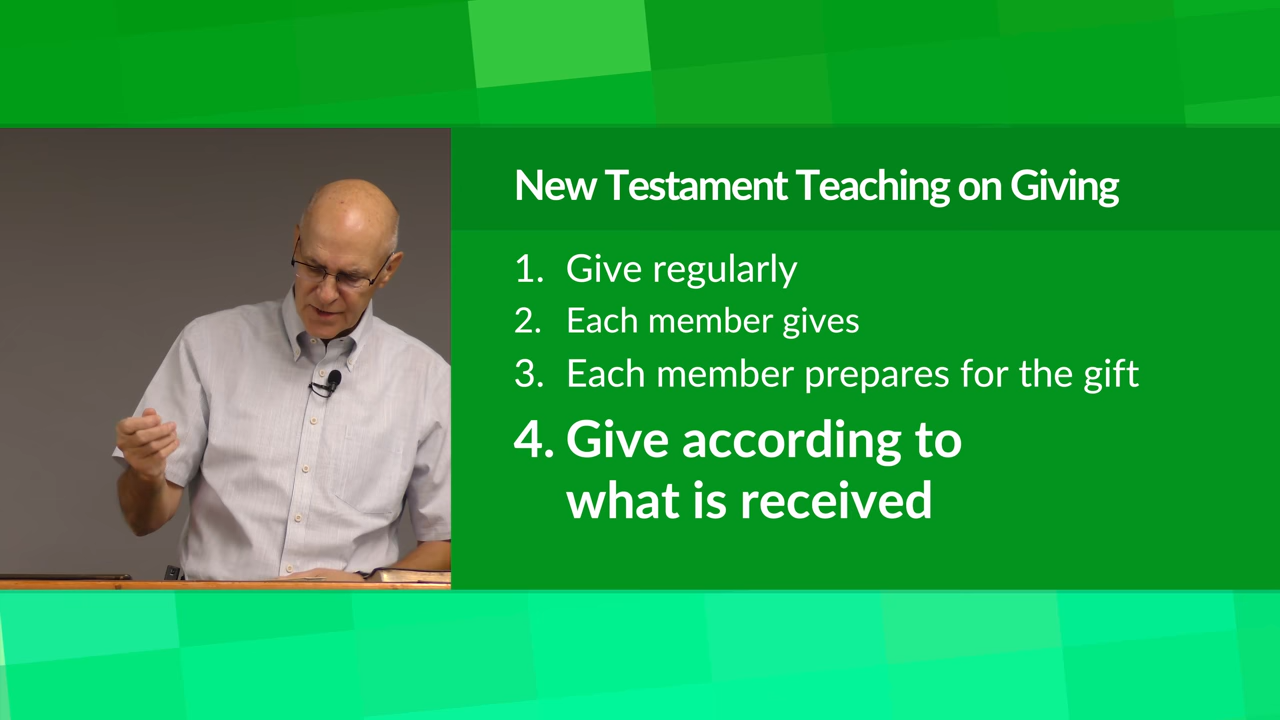 New Testament Teaching on Giving
1. Give regularly
2. Each member gives
3. Each member prepares for the gift
4. Give according to
what is received